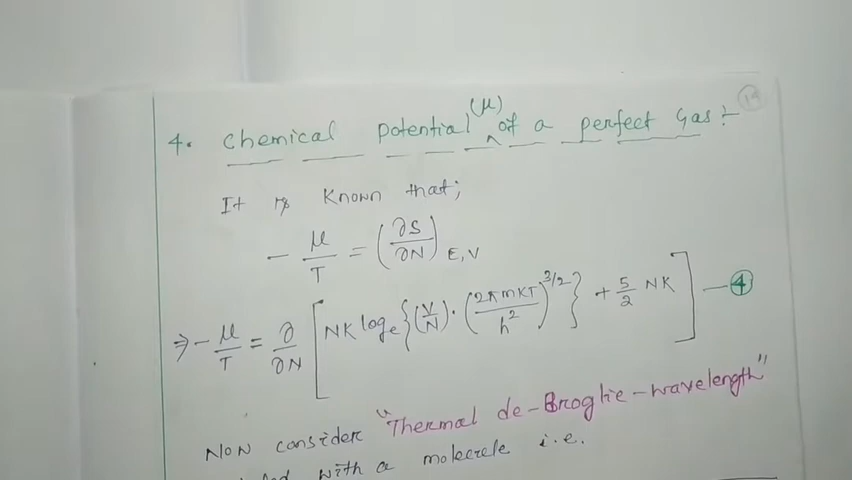 (μ)
4. Chemical potential ^ of a perfect Gas :-
It is known that;
- μ/T = (∂S/∂N) E,V
⇒ - μ/T = ∂/∂N [ NK logₑ {(V/N) · (2πmKT/h²)^3/2} + 5/2 NK ] — ④
Now consider "Thermal de-Broglie-wavelength"
with a molecule i.e.